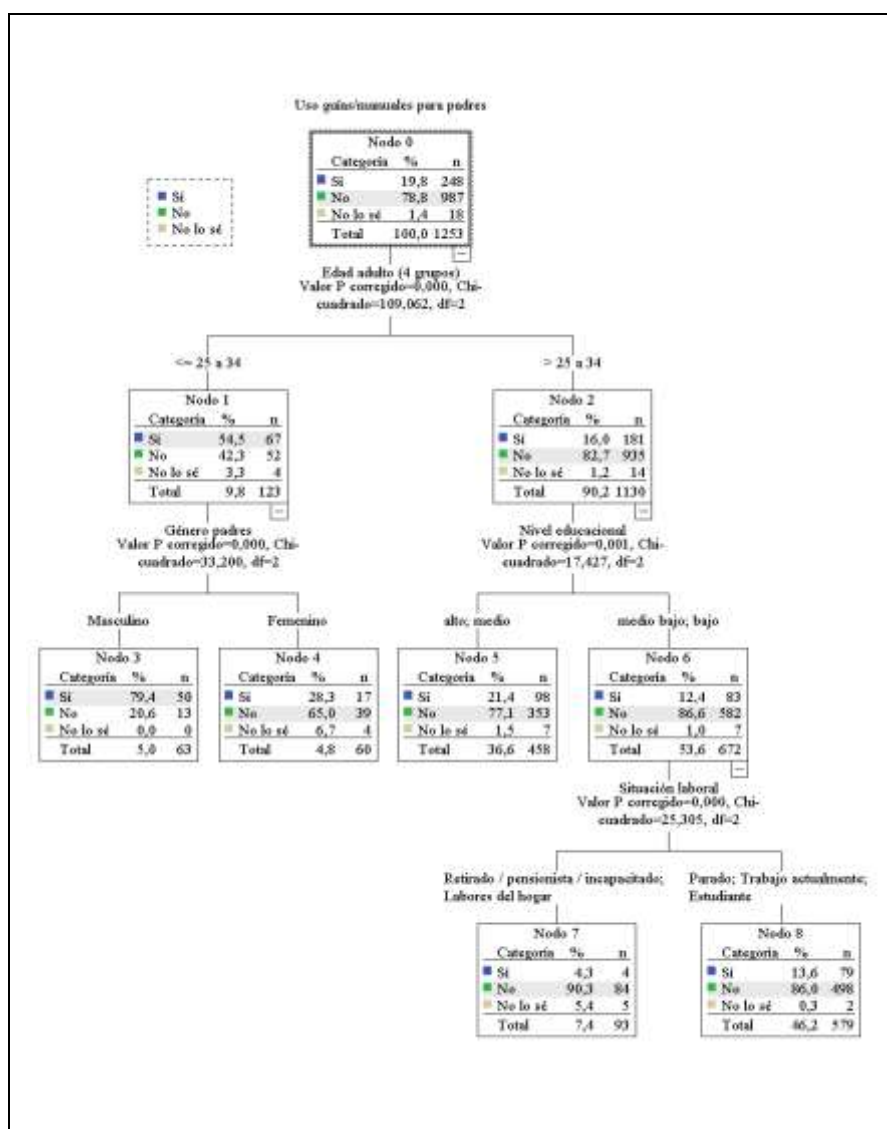 Uso guías/manuales para padres
Nodo 0
Categoría % n
Sí 19,8 248
No 78,8 987
No lo sé 1,4 18
Total 100,0 1253
Sí
No
No lo sé
Edad adulto (4 grupos)
Valor P corregido=0,000, Chi-
cuadrado=109,062, df=2
<= 25 a 34
> 25 a 34
Nodo 1
Categoría % n
Sí 54,5 67
No 42,3 52
No lo sé 3,3 4
Total 9,8 123
Nodo 2
Categoría % n
Sí 16,0 181
No 82,7 935
No lo sé 1,2 14
Total 90,2 1130
Género padres
Valor P corregido=0,000, Chi-
cuadrado=33,200, df=2
Nivel educacional
Valor P corregido=0,001, Chi-
cuadrado=17,427, df=2
Masculino
Femenino
alto; medio
medio bajo; bajo
Nodo 3
Categoría % n
Sí 79,4 50
No 20,6 13
No lo sé 0,0 0
Total 5,0 63
Nodo 4
Categoría % n
Sí 28,3 17
No 65,0 39
No lo sé 6,7 4
Total 4,8 60
Nodo 5
Categoría % n
Sí 21,4 98
No 77,1 353
No lo sé 1,5 7
Total 36,6 458
Nodo 6
Categoría % n
Sí 12,4 83
No 86,6 582
No lo sé 1,0 7
Total 53,6 672
Situación laboral
Valor P corregido=0,000, Chi-
cuadrado=25,305, df=2
Retirado / pensionista / incapacitado;
Labores del hogar
Parado; Trabajo actualmente;
Estudiante
Nodo 7
Categoría % n
Sí 4,3 4
No 90,3 84
No lo sé 5,4 5
Total 7,4 93
Nodo 8
Categoría % n
Sí 13,6 79
No 86,0 498
No lo sé 0,3 2
Total 46,2 579